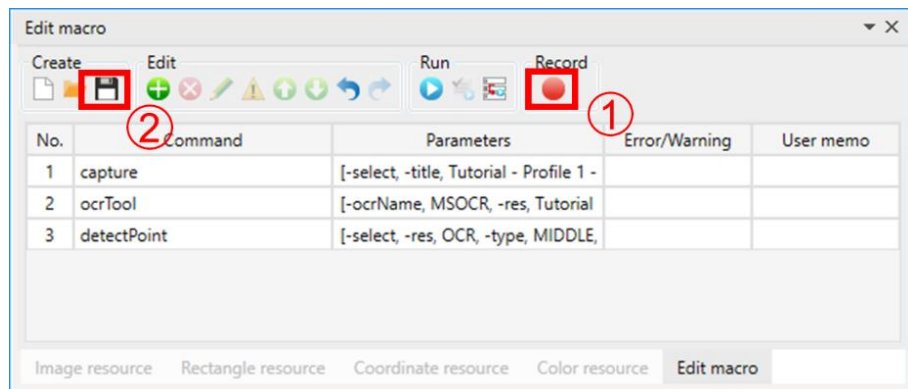 Edit macro
Create Edit Run Record
① ②
No. Command Parameters Error/Warning User memo
1 capture [-select, -title, Tutorial - Profile 1 -
2 ocrTool [-ocrName, MSOCR, -res, Tutorial
3 detectPoint [-select, -res, OCR, -type, MIDDLE,
Image resource Rectangle resource Coordinate resource Color resource Edit macro